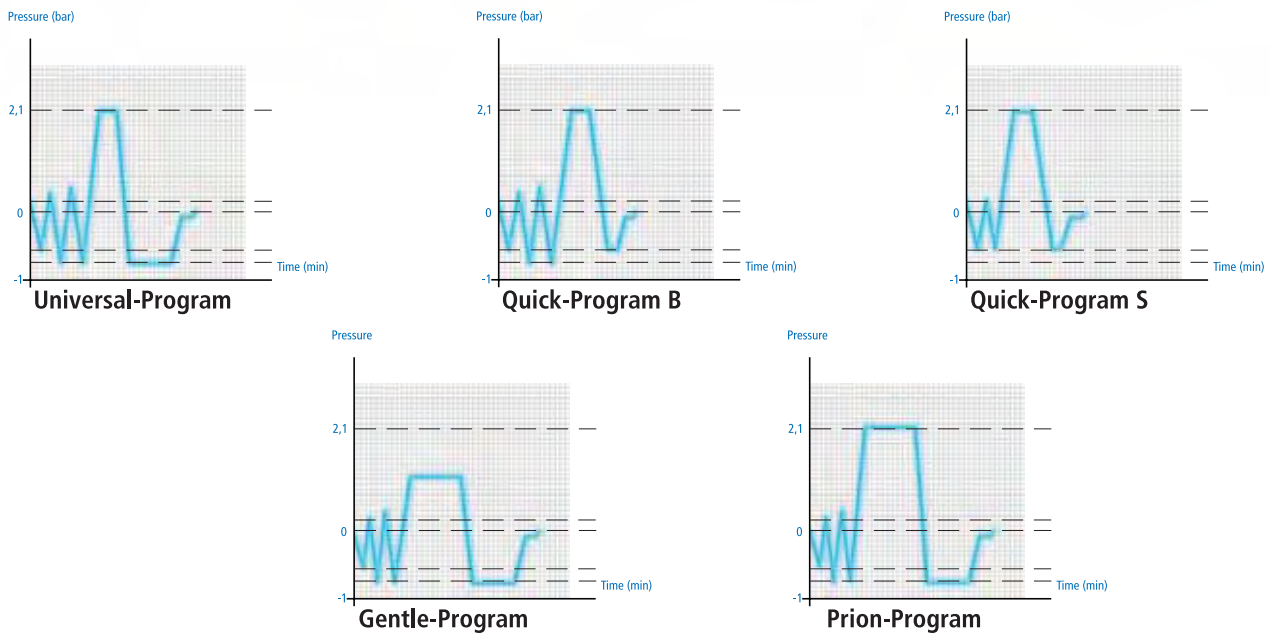 Pressure (bar)
2,1
0
-1
Time (min)
Universal-Program
Pressure (bar)
2,1
0
-1
Time (min)
Quick-Program B
Pressure (bar)
2,1
0
-1
Time (min)
Quick-Program S
Pressure
2,1
0
-1
Time (min)
Gentle-Program
Pressure
2,1
0
-1
Time (min)
Prion-Program